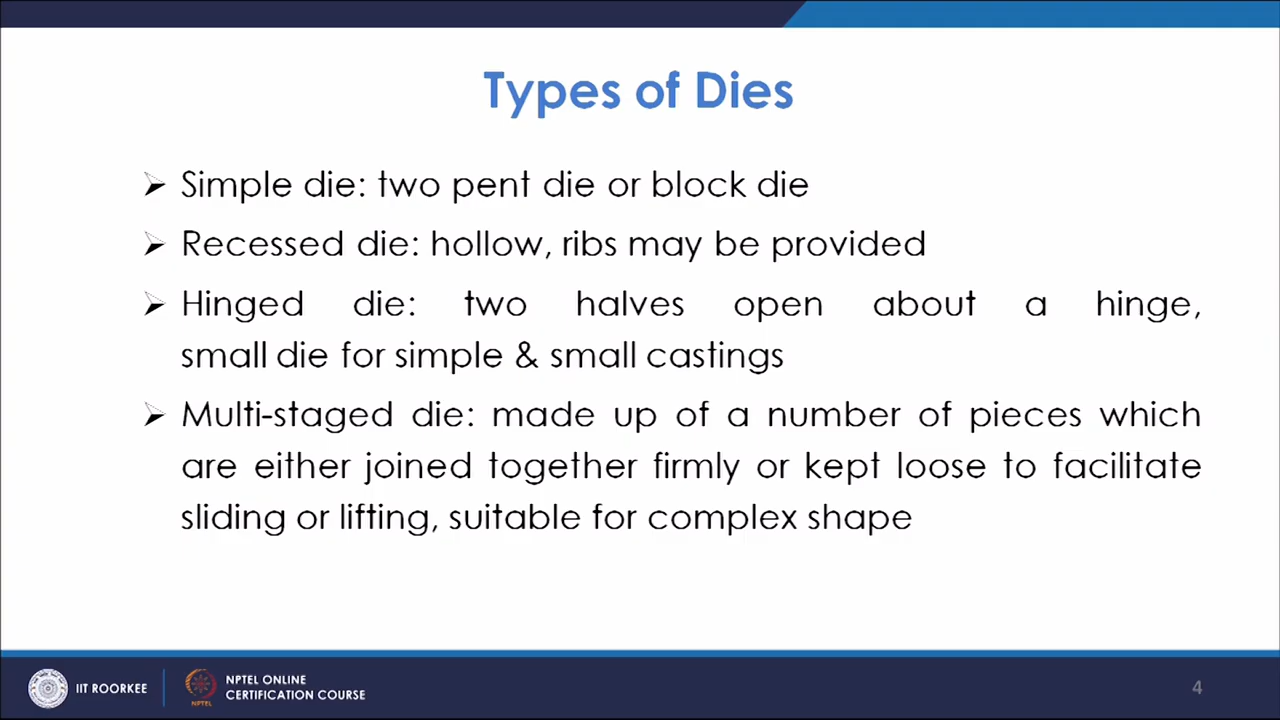 Types of Dies
➢ Simple die: two pent die or block die
➢ Recessed die: hollow, ribs may be provided
➢ Hinged die: two halves open about a hinge,
small die for simple & small castings
➢ Multi-staged die: made up of a number of pieces which
are either joined together firmly or kept loose to facilitate
sliding or lifting, suitable for complex shape
IIT ROORKEE
NPTEL
NPTEL ONLINE
CERTIFICATION COURSE
4